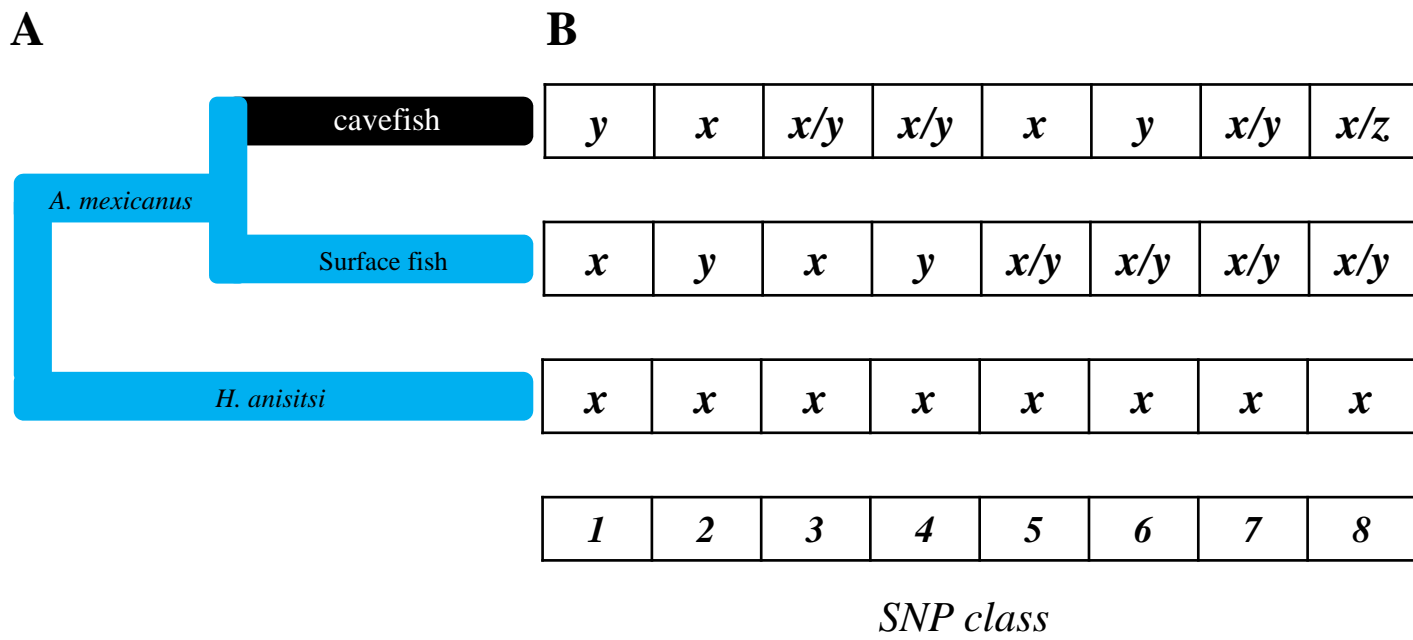 A B
cavefish y x x/y x/y x y x/y x/z
A. mexicanus
Surface fish x y x y x/y x/y x/y x/y
H. anisitsi x x x x x x x x
1 2 3 4 5 6 7 8
SNP class